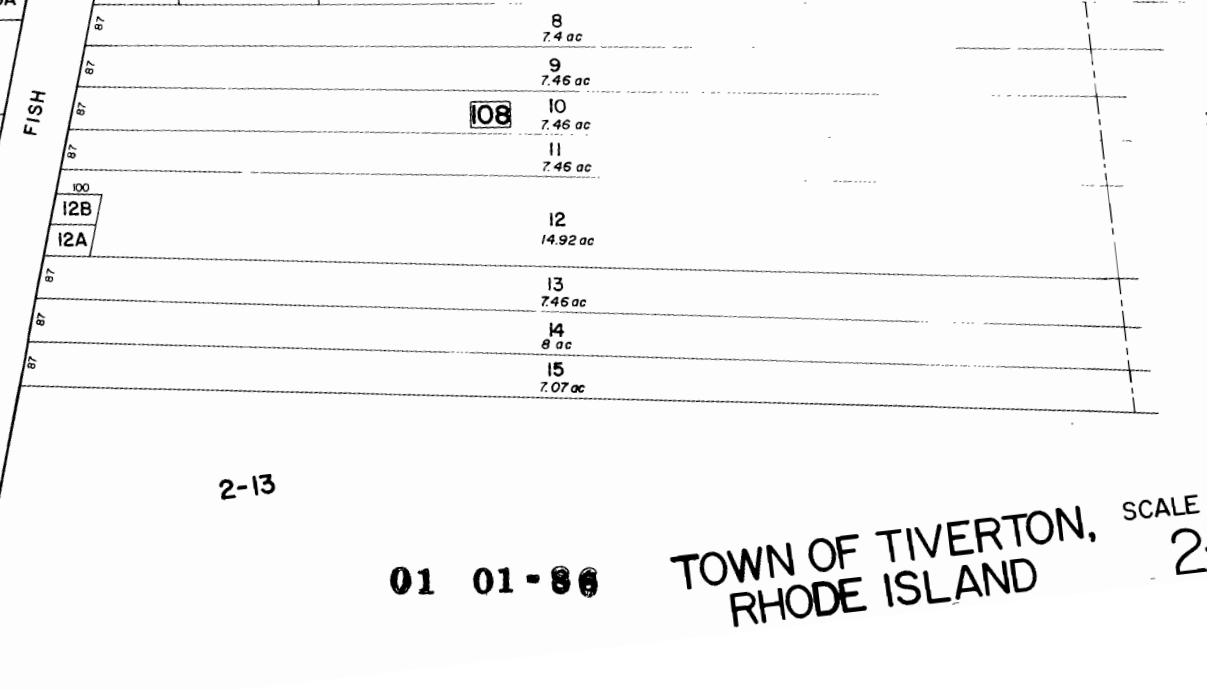 87
8
7.4 ac
87
9
7.46 ac
FISH
87
108
10
7.46 ac
87
11
7.46 ac
100
12B
12A
12
14.92 ac
87
13
7.46 ac
87
14
8 ac
87
15
7.07 ac
2-13
01 01-86
TOWN OF TIVERTON,
RHODE ISLAND
SCALE